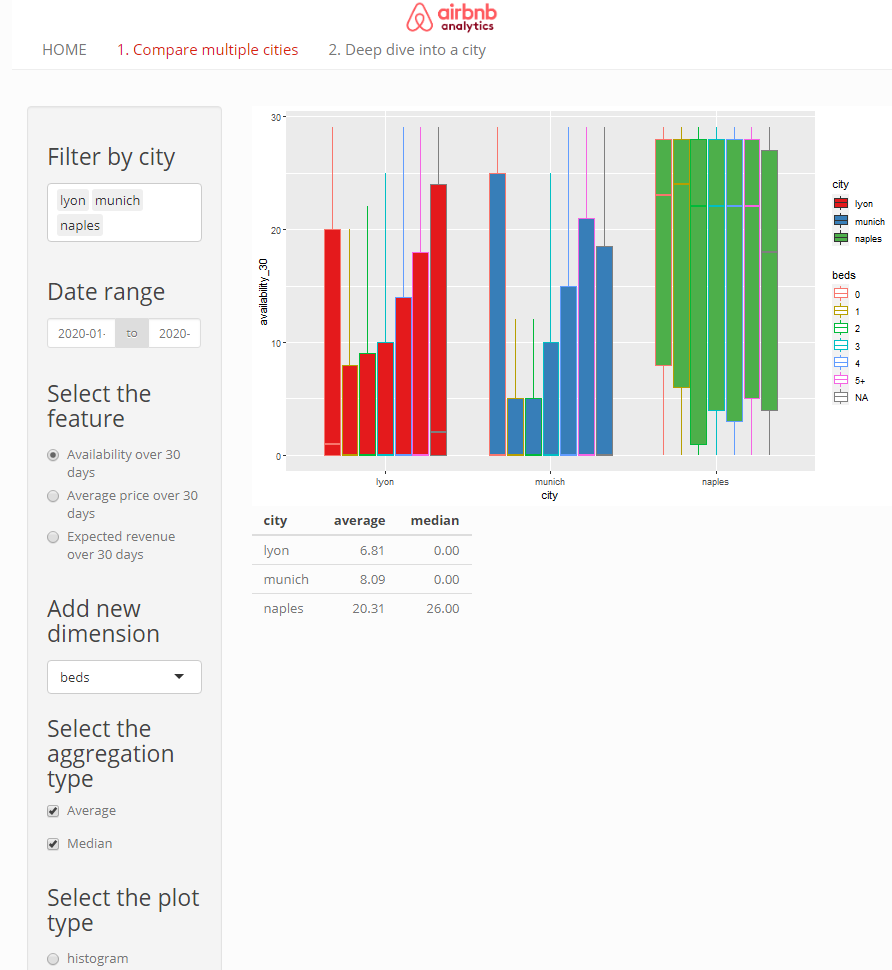 airbnb
analytics
HOME
1. Compare multiple cities
2. Deep dive into a city
Filter by city
lyon munich
naples
Date range
2020-01- to 2020-
Select the
feature
Availability over 30
days
Average price over 30
days
Expected revenue
over 30 days
Add new
dimension
beds
Select the
aggregation
type
Average
Median
Select the plot
type
histogram
availability_30
30
20
10
0
lyon munich naples
city
city
lyon
munich
naples
beds
0
1
2
3
4
5+
NA
city average median
lyon 6.81 0.00
munich 8.09 0.00
naples 20.31 26.00